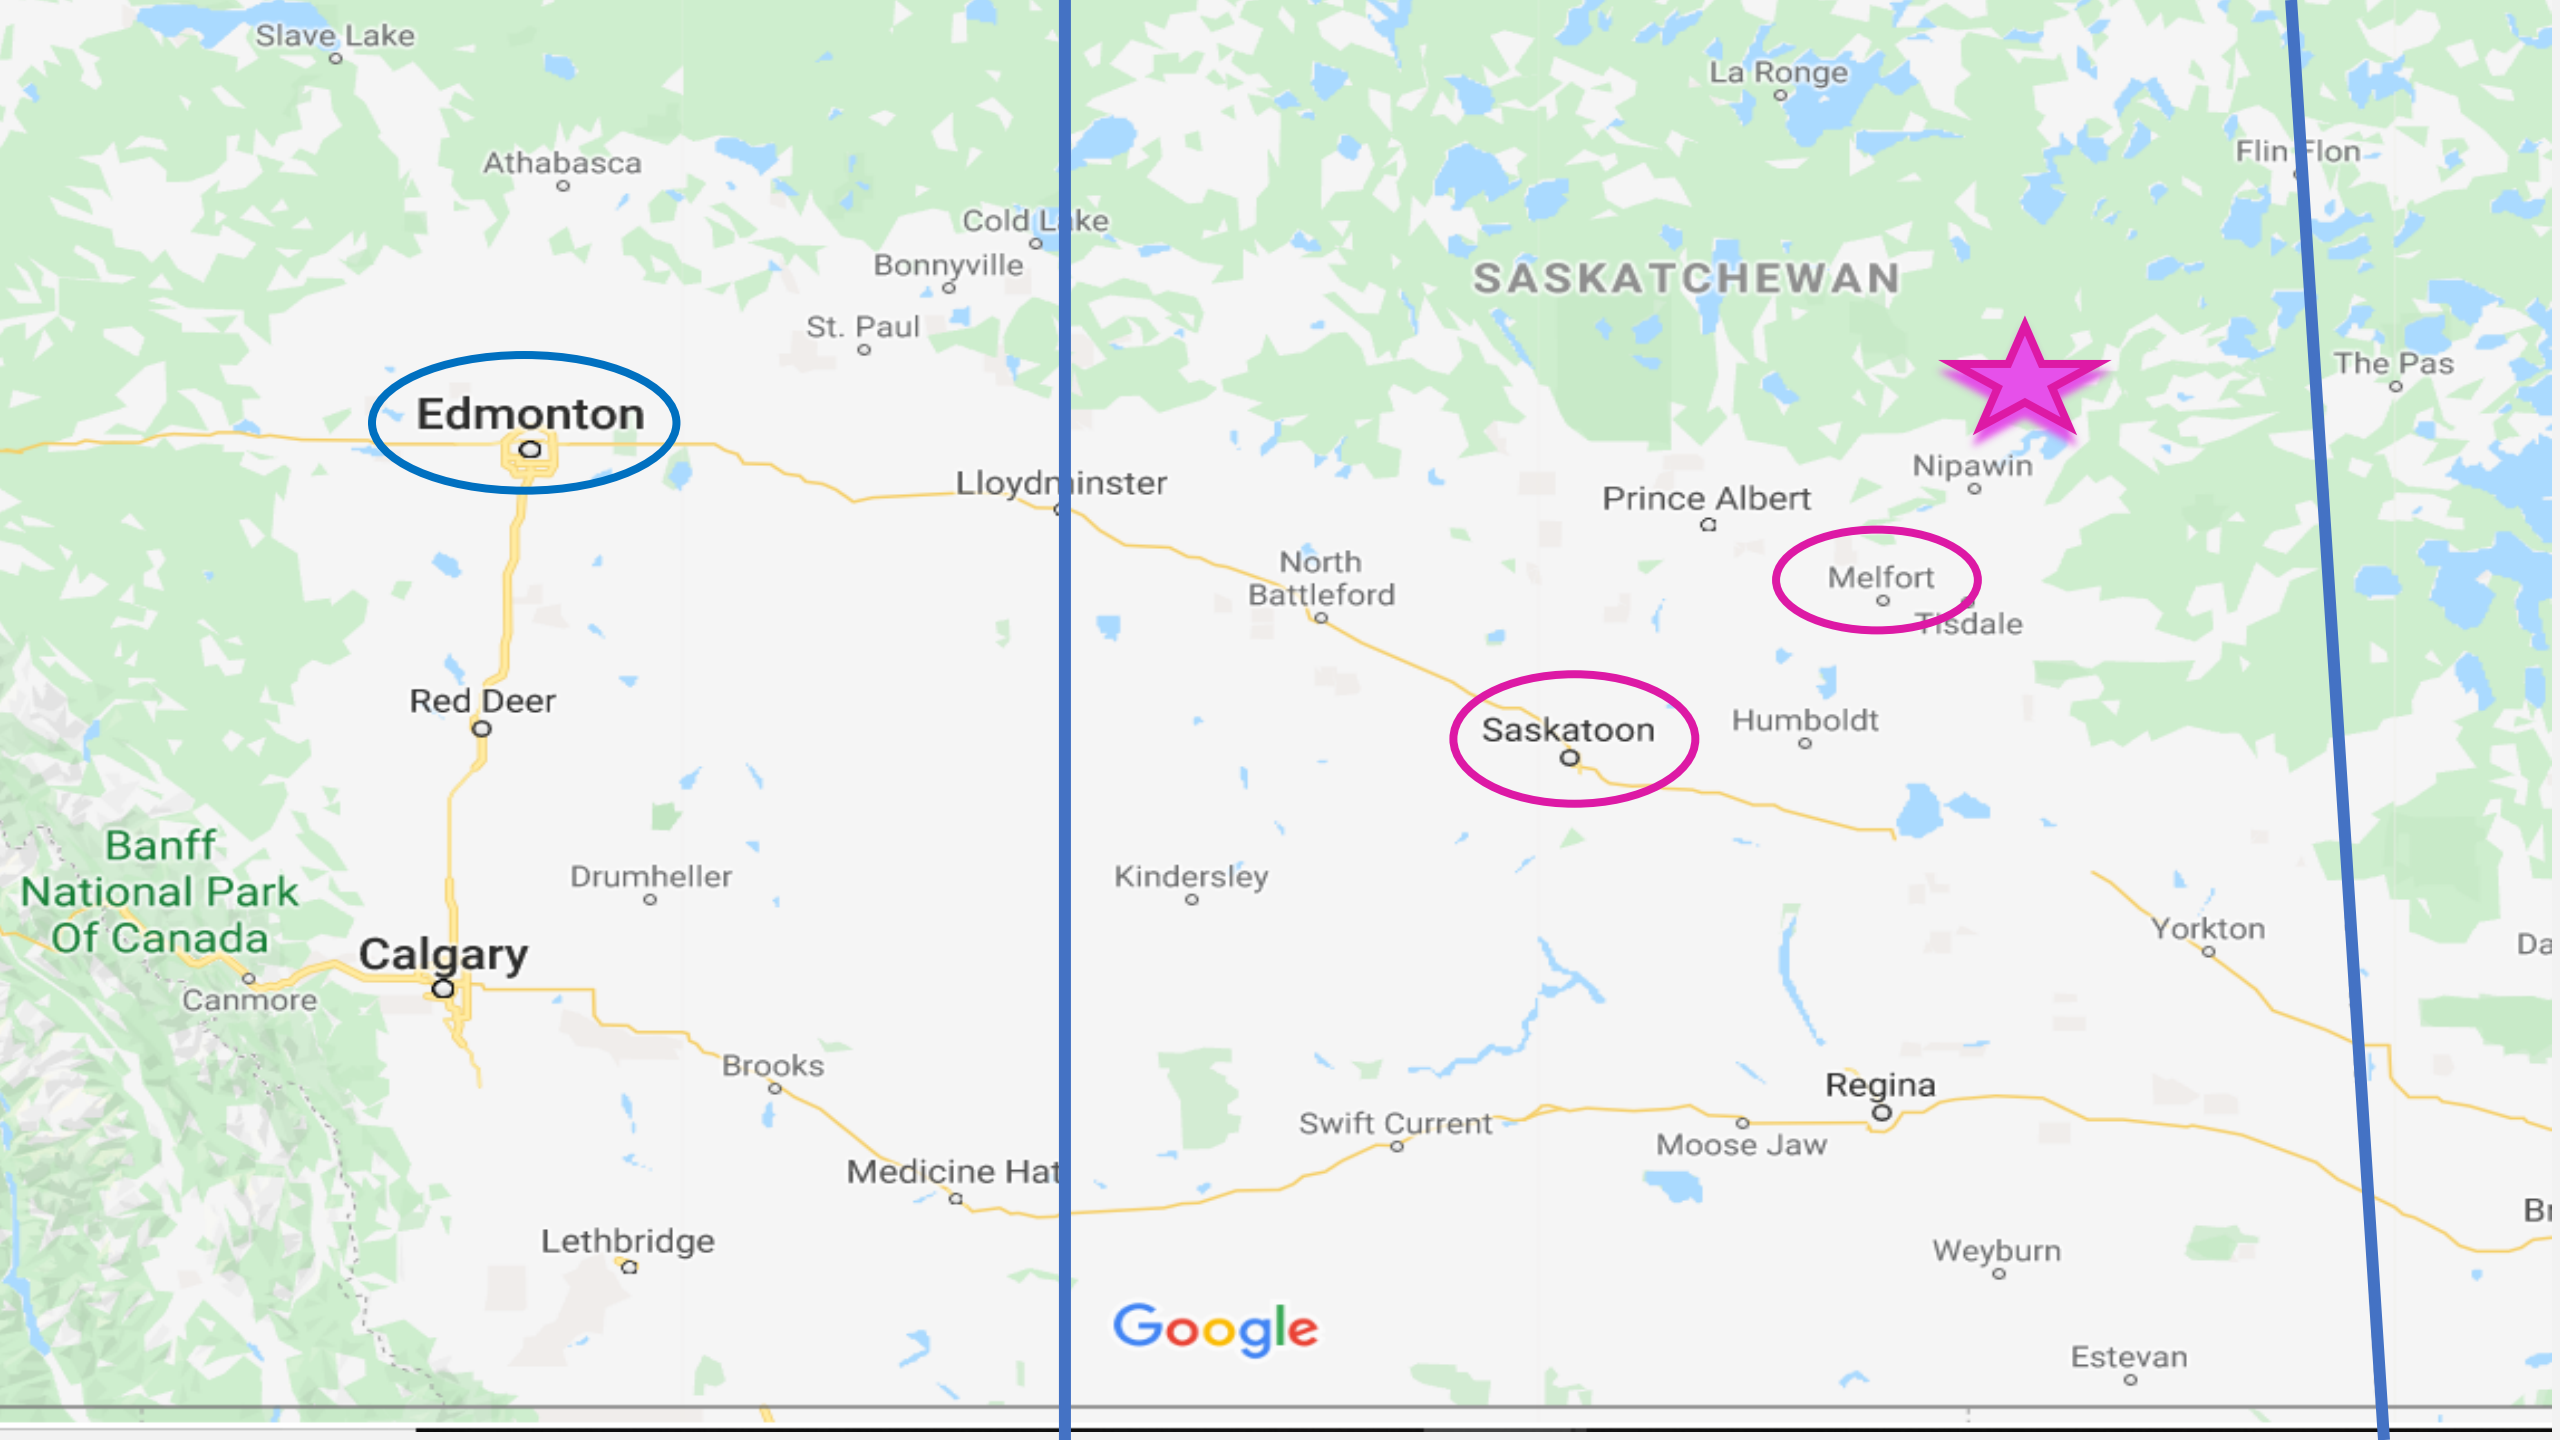 Slave Lake
La Ronge
Flin Flon
Athabasca
Cold Lake
Bonnyville
SASKATCHEWAN
St. Paul
The Pas
Edmonton
Nipawin
Lloydminster
Prince Albert
North
Battleford
Melfort
Tisdale
Red Deer
Saskatoon
Humboldt
Banff
National Park
Of Canada
Drumheller
Kindersley
Yorkton
Da
Calgary
Canmore
Brooks
Regina
Swift Current
Moose Jaw
Medicine Hat
Br
Lethbridge
Weyburn
Google
Estevan